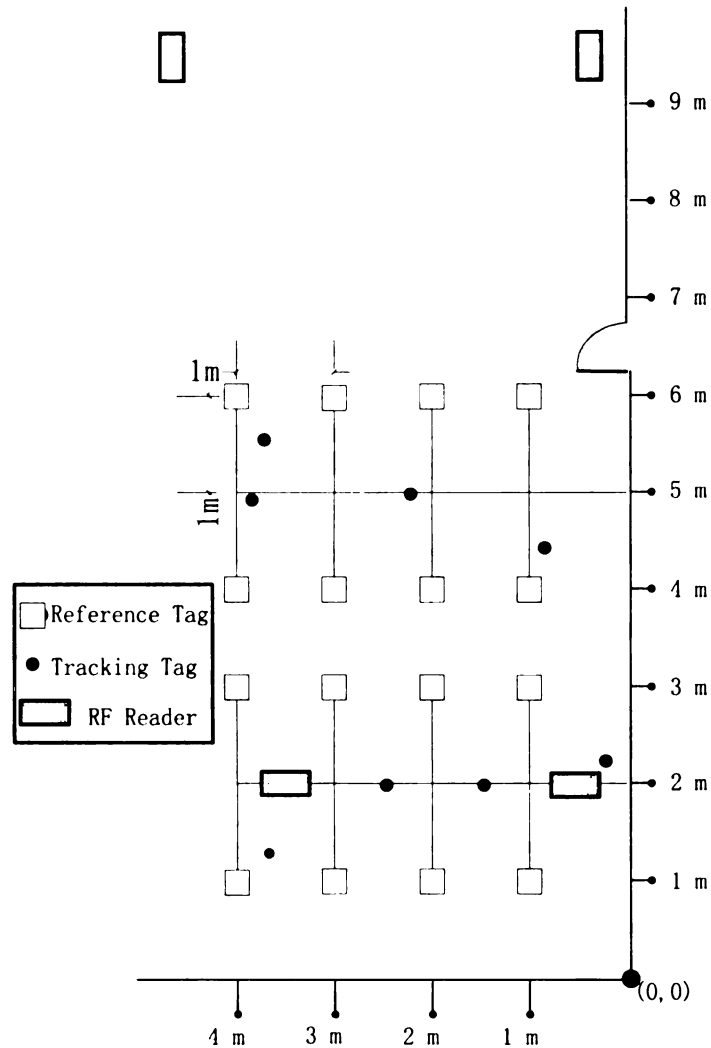 9 m
8 m
7 m
1m
6 m
1m
5 m
4 m
Reference Tag
Tracking Tag
RF Reader
3 m
2 m
1 m
(0,0)
4 m
3 m
2 m
1 m